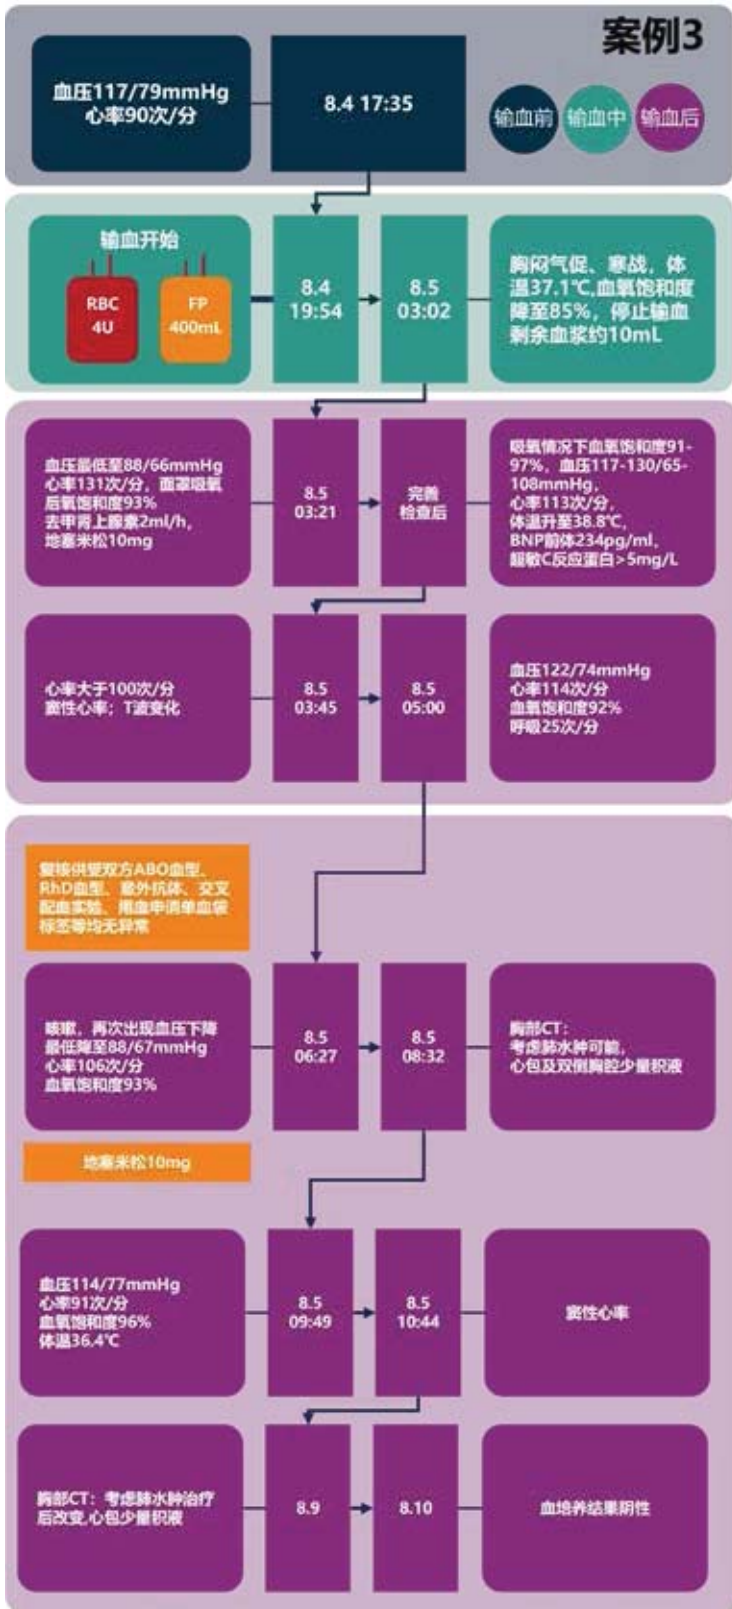 案例3
血压117/79mmHg
心率90次/分
8.4 17:35
输血前
输血中
输血后
输血开始
RBC
4U
FP
400mL
8.4
19:54
8.5
03:02
胸闷气促、寒战，体
温37.1℃,血氧饱和度
降至85%，停止输血
剩余血浆约10mL
血压最低至88/66mmHg
心率131次/分，面罩吸氧
后氧饱和度93%
去甲肾上腺素2ml/h，
地塞米松10mg
8.5
03:21
完善
检查后
吸氧情况下血氧饱和度91-
97%，血压117-130/65-
108mmHg，
心率113次/分，
体温升至38.8℃，
BNP前体234pg/ml，
超敏C反应蛋白>5mg/L
心率大于100次/分
窦性心率；T波变化
8.5
03:45
8.5
05:00
血压122/74mmHg
心率114次/分
血氧饱和度92%
呼吸25次/分
复核供受双方ABO血型、
RhD血型、意外抗体、交叉
配血实验、用血申请单血袋
标签等均无异常
咳嗽，再次出现血压下降
最低降至88/67mmHg
心率106次/分
血氧饱和度93%
8.5
06:27
8.5
08:32
胸部CT：
考虑肺水肿可能，
心包及双侧胸腔少量积液
地塞米松10mg
血压114/77mmHg
心率91次/分
血氧饱和度96%
体温36.4℃
8.5
09:49
8.5
10:44
窦性心率
胸部CT：考虑肺水肿治疗
后改变,心包少量积液
8.9
8.10
血培养结果阴性